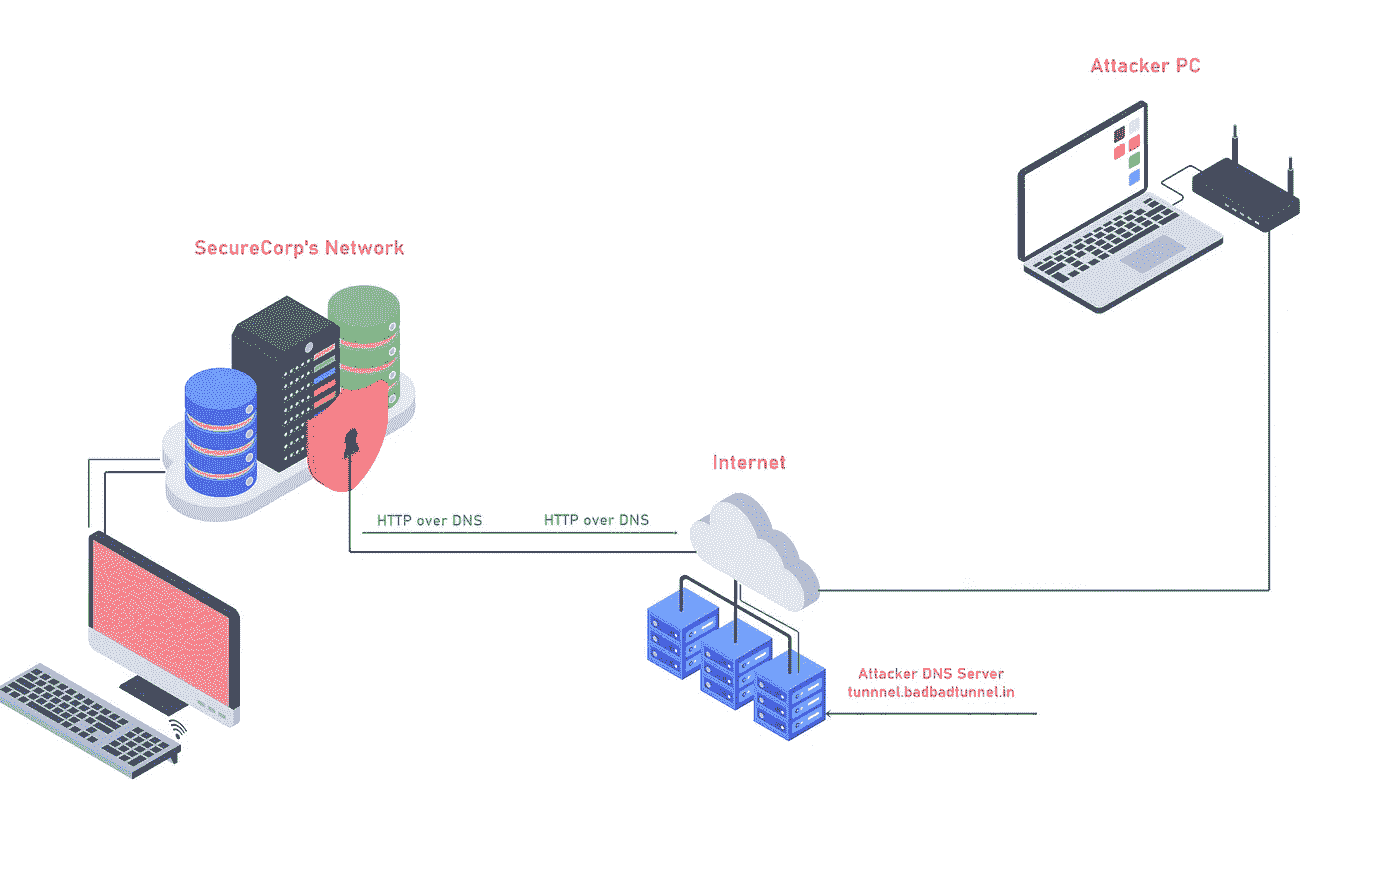 Attacker PC
SecureCorp's Network
Internet
HTTP over DNS
HTTP over DNS
Attacker DNS Server
tunnnel.badbadtunnel.in